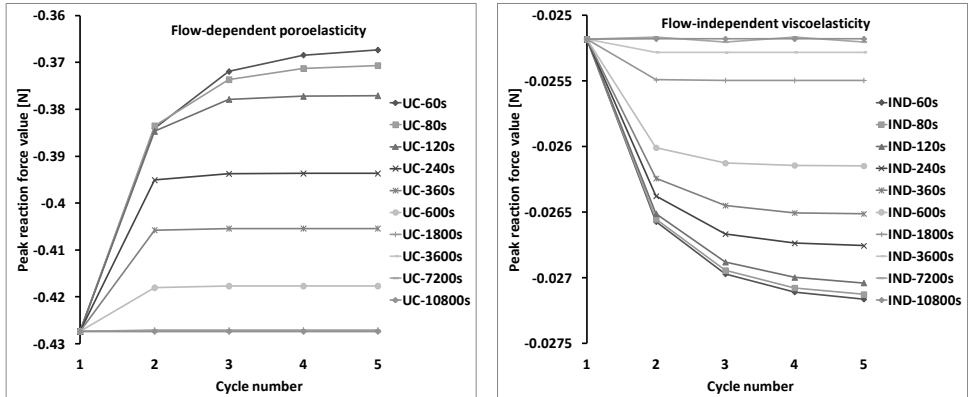 Flow-dependent poroelasticity
Peak reaction force value [N]
-0.36
-0.37
-0.38
-0.39
-0.4
-0.41
-0.42
-0.43
1 2 3 4 5
Cycle number
UC-60s
UC-80s
UC-120s
UC-240s
UC-360s
UC-600s
UC-1800s
UC-3600s
UC-7200s
UC-10800s
Flow-independent viscoelasticity
Peak reaction force value [N]
-0.025
-0.0255
-0.026
-0.0265
-0.027
-0.0275
1 2 3 4 5
Cycle number
IND-60s
IND-80s
IND-120s
IND-240s
IND-360s
IND-600s
IND-1800s
IND-3600s
IND-7200s
IND-10800s